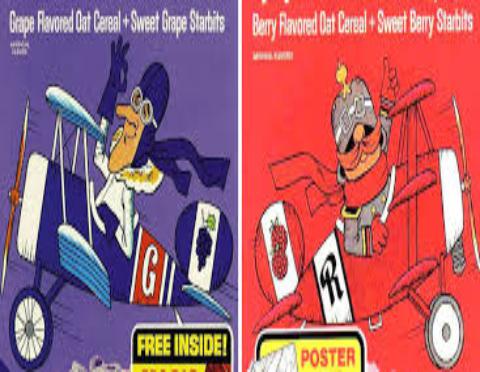 Grape Flavored Oat Cereal + Sweet Grape Starbits
G
FREE INSIDE!
Berry Flavored Oat Cereal + Sweet Berry Starbits
R
POSTER